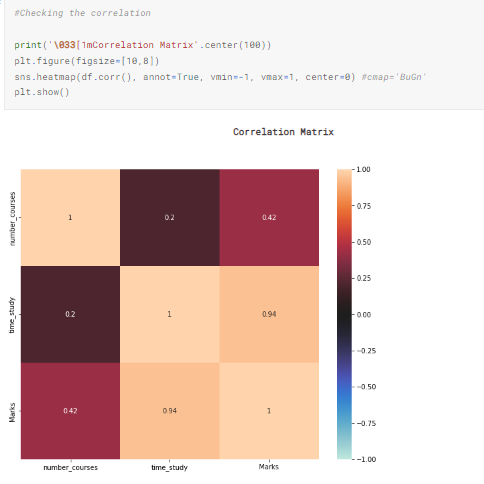 #Checking the correlation
print('\033[1mCorrelation Matrix'.center(100))
plt.figure(figsize=[10,8])
sns.heatmap(df.corr(), annot=True, vmin=-1, vmax=1, center=0) #cmap='BuGn'
plt.show()
Correlation Matrix
number_courses
1
0.2
0.42
time_study
0.2
1
0.94
Marks
0.42
0.94
1
number_courses
time_study
Marks
1.00
0.75
0.50
0.25
0.00
−0.25
−0.50
−0.75
−1.00